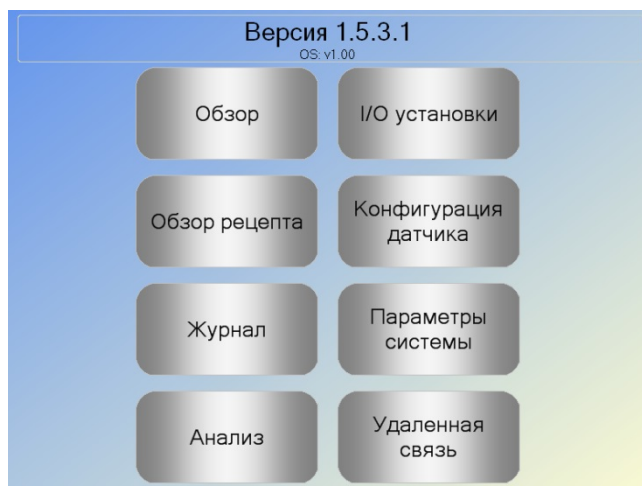 Версия 1.5.3.1
OS: v1.00
Обзор
I/O установки
Обзор рецепта
Конфигурация
датчика
Журнал
Параметры
системы
Анализ
Удаленная
связь